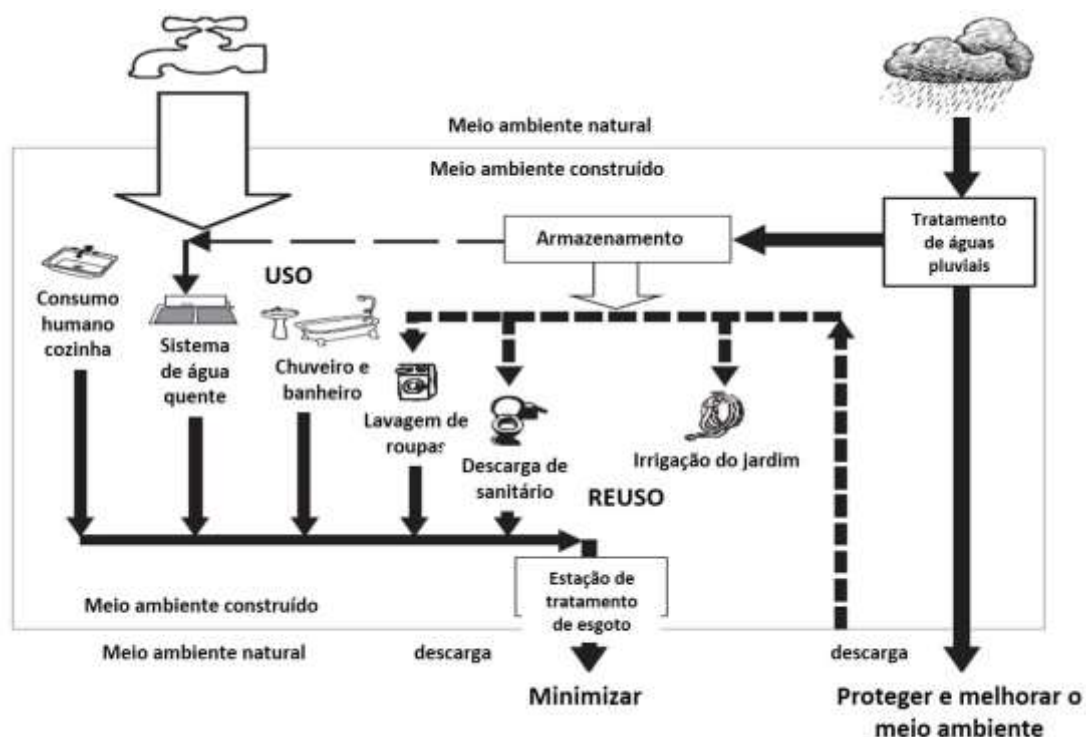 Meio ambiente natural
Meio ambiente construído
Armazenamento
Tratamento
de águas
pluviais
USO
Consumo
humano
cozinha
Sistema
de água
quente
Chuveiro e
banheiro
Lavagem de
roupas
Descarga de
sanitário
Irrigação do jardim
REUSO
Estação de
tratamento
de esgoto
Meio ambiente construído
Meio ambiente natural
descarga
descarga
Minimizar
Proteger e melhorar o
meio ambiente